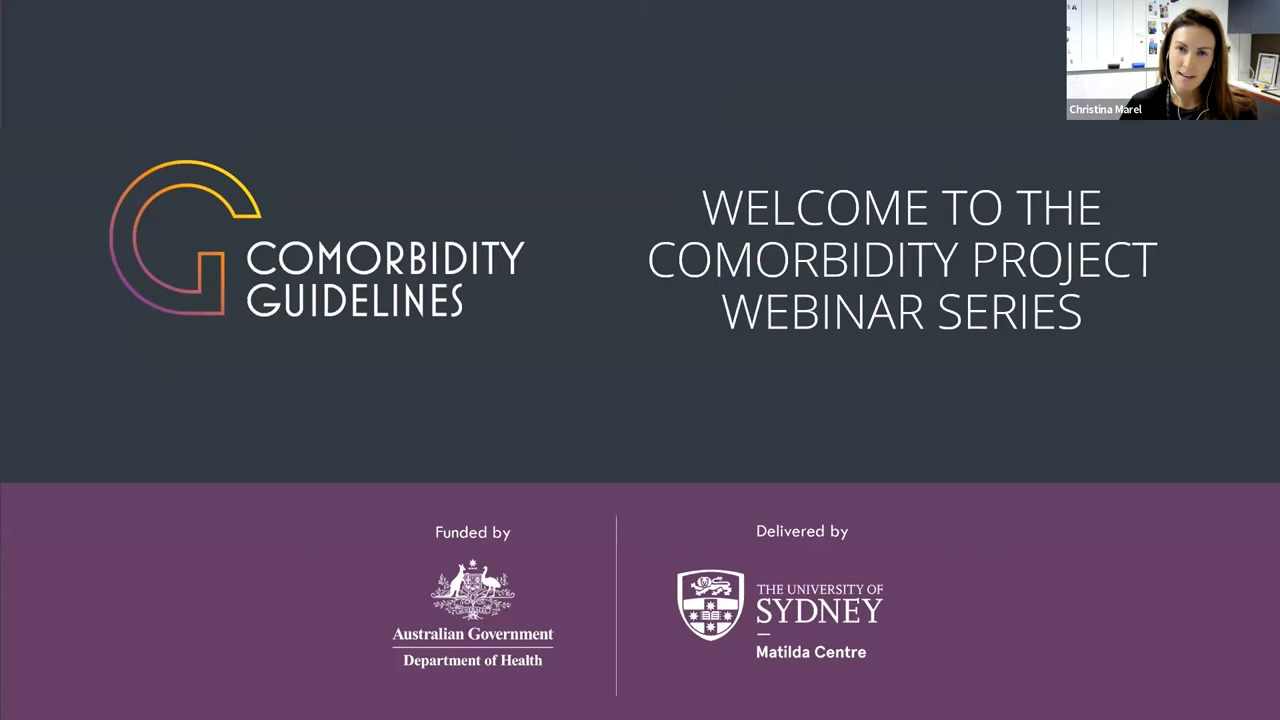 Christina Marel
COMORBIDITY
GUIDELINES
WELCOME TO THE
COMORBIDITY PROJECT
WEBINAR SERIES
Funded by
Australian Government
Department of Health
Delivered by
THE UNIVERSITY OF
SYDNEY
Matilda Centre